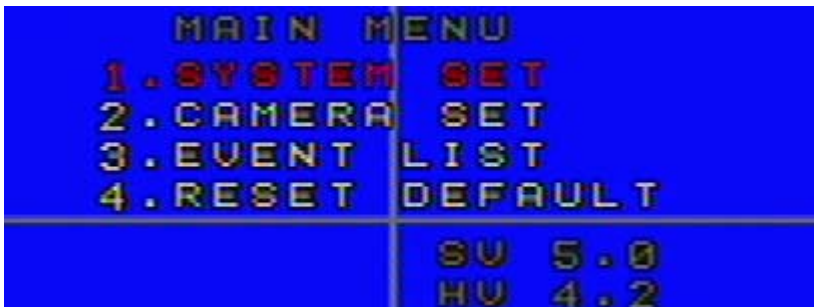 MAIN MENU
1.SYSTEM SET
2.CAMERA SET
3.EVENT LIST
4.RESET DEFAULT
SV 5.0
HV 4.2